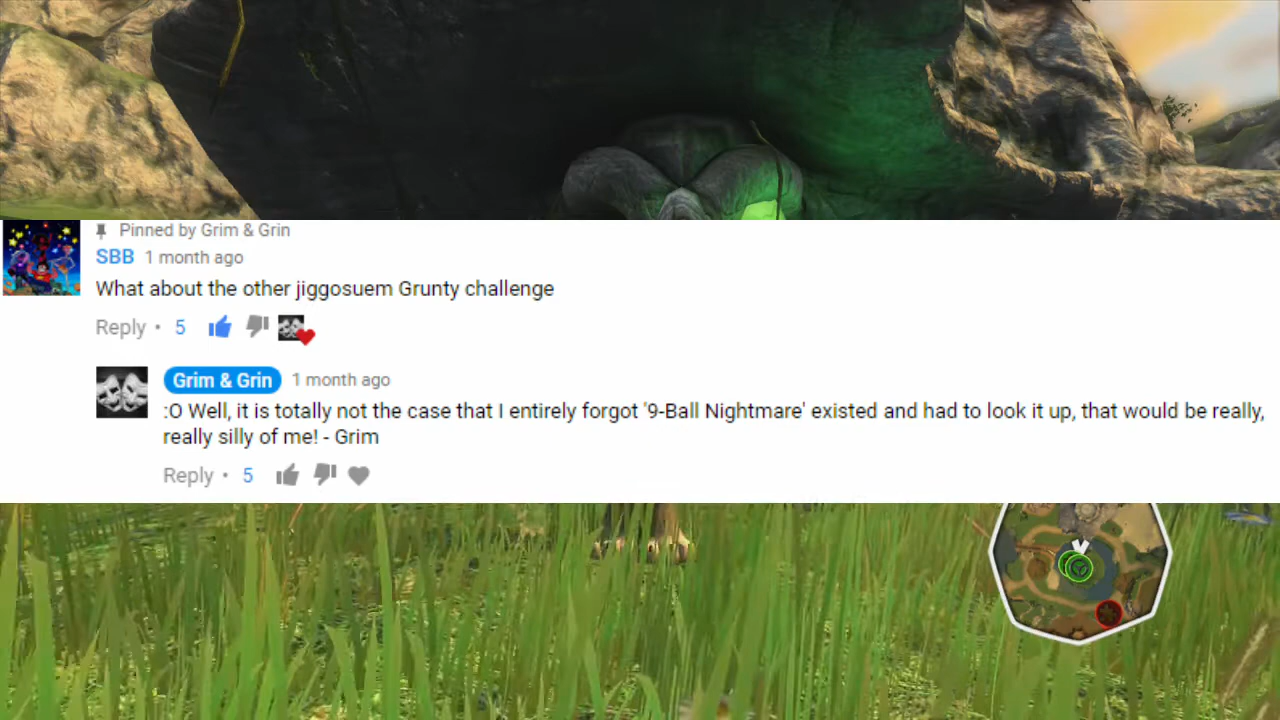 Pinned by Grim & Grin
SBB 1 month ago
What about the other jiggosuem Grunty challenge
Reply • 5
Grim & Grin 1 month ago
:O Well, it is totally not the case that I entirely forgot '9-Ball Nightmare' existed and had to look it up, that would be really,
really silly of me! - Grim
Reply • 5